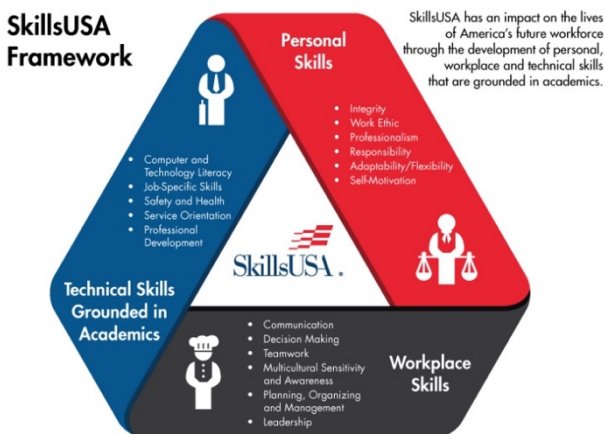 SkillsUSA
Framework
SkillsUSA has an impact on the lives
of America's future workforce
through the development of personal,
workplace and technical skills
that are grounded in academics.
Personal
Skills
• Integrity
• Work Ethic
• Professionalism
• Responsibility
• Adaptability/Flexibility
• Self-Motivation
• Computer and
Technology Literacy
• Job-Specific Skills
• Safety and Health
• Service Orientation
• Professional
Development
Technical Skills
Grounded in
Academics
SkillsUSA®
• Communication
• Decision Making
• Teamwork
• Multicultural Sensitivity
and Awareness
• Planning, Organizing
and Management
• Leadership
Workplace
Skills